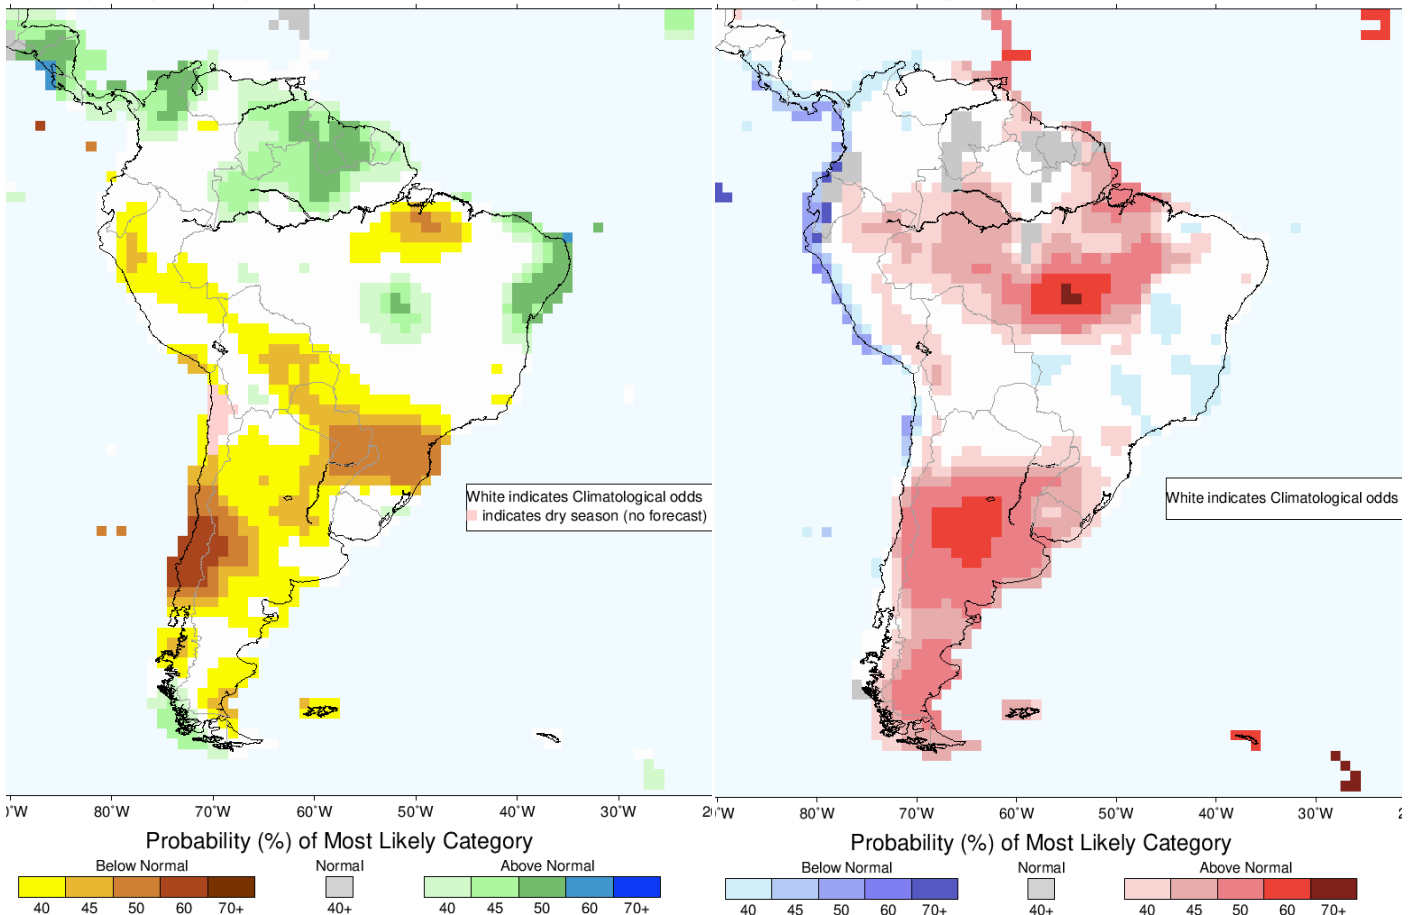 White indicates Climatological odds
indicates dry season (no forecast)
White indicates Climatological odds
0°W 80°W 70°W 60°W 50°W 40°W 30°W
80°W 70°W 60°W 50°W 40°W 30°W 2
Probability (%) of Most Likely Category
Below Normal Normal Above Normal
40 45 50 60 70+ 40+ 40 45 50 60 70+
Probability (%) of Most Likely Category
Below Normal Normal Above Normal
40 45 50 60 70+ 40+ 40 45 50 60 70+